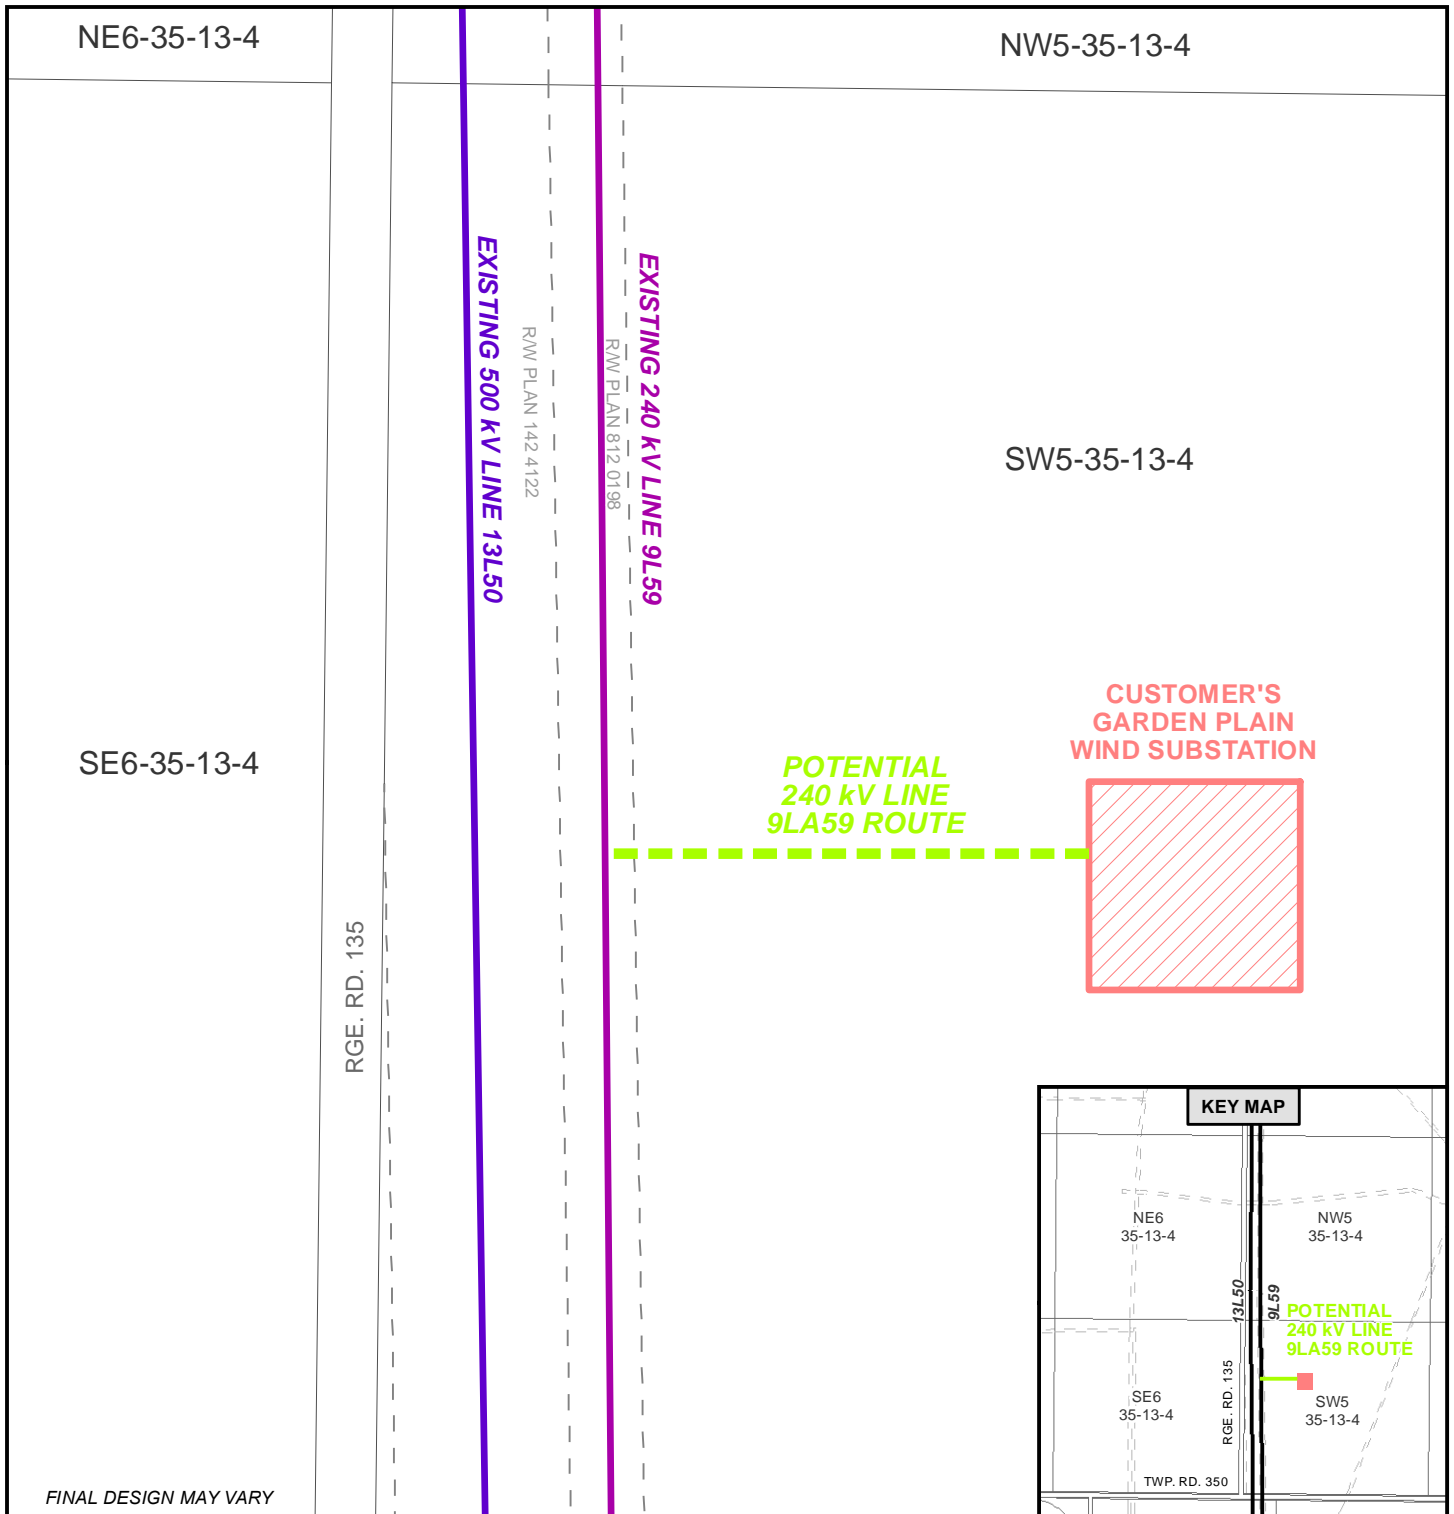 NE6-35-13-4
NW5-35-13-4
EXISTING 500 kV LINE 13L50
R/W PLAN 142 4122
R/W PLAN 812 0198
EXISTING 240 kV LINE 9L59
SW5-35-13-4
SE6-35-13-4
CUSTOMER'S
GARDEN PLAIN
WIND SUBSTATION
POTENTIAL
240 kV LINE
9LA59 ROUTE
RGE. RD. 135
FINAL DESIGN MAY VARY
KEY MAP
NE6
35-13-4
NW5
35-13-4
13L50
9L59
POTENTIAL
240 kV LINE
9LA59 ROUTE
RGE. RD. 135
SE6
35-13-4
SW5
35-13-4
TWP. RD. 350